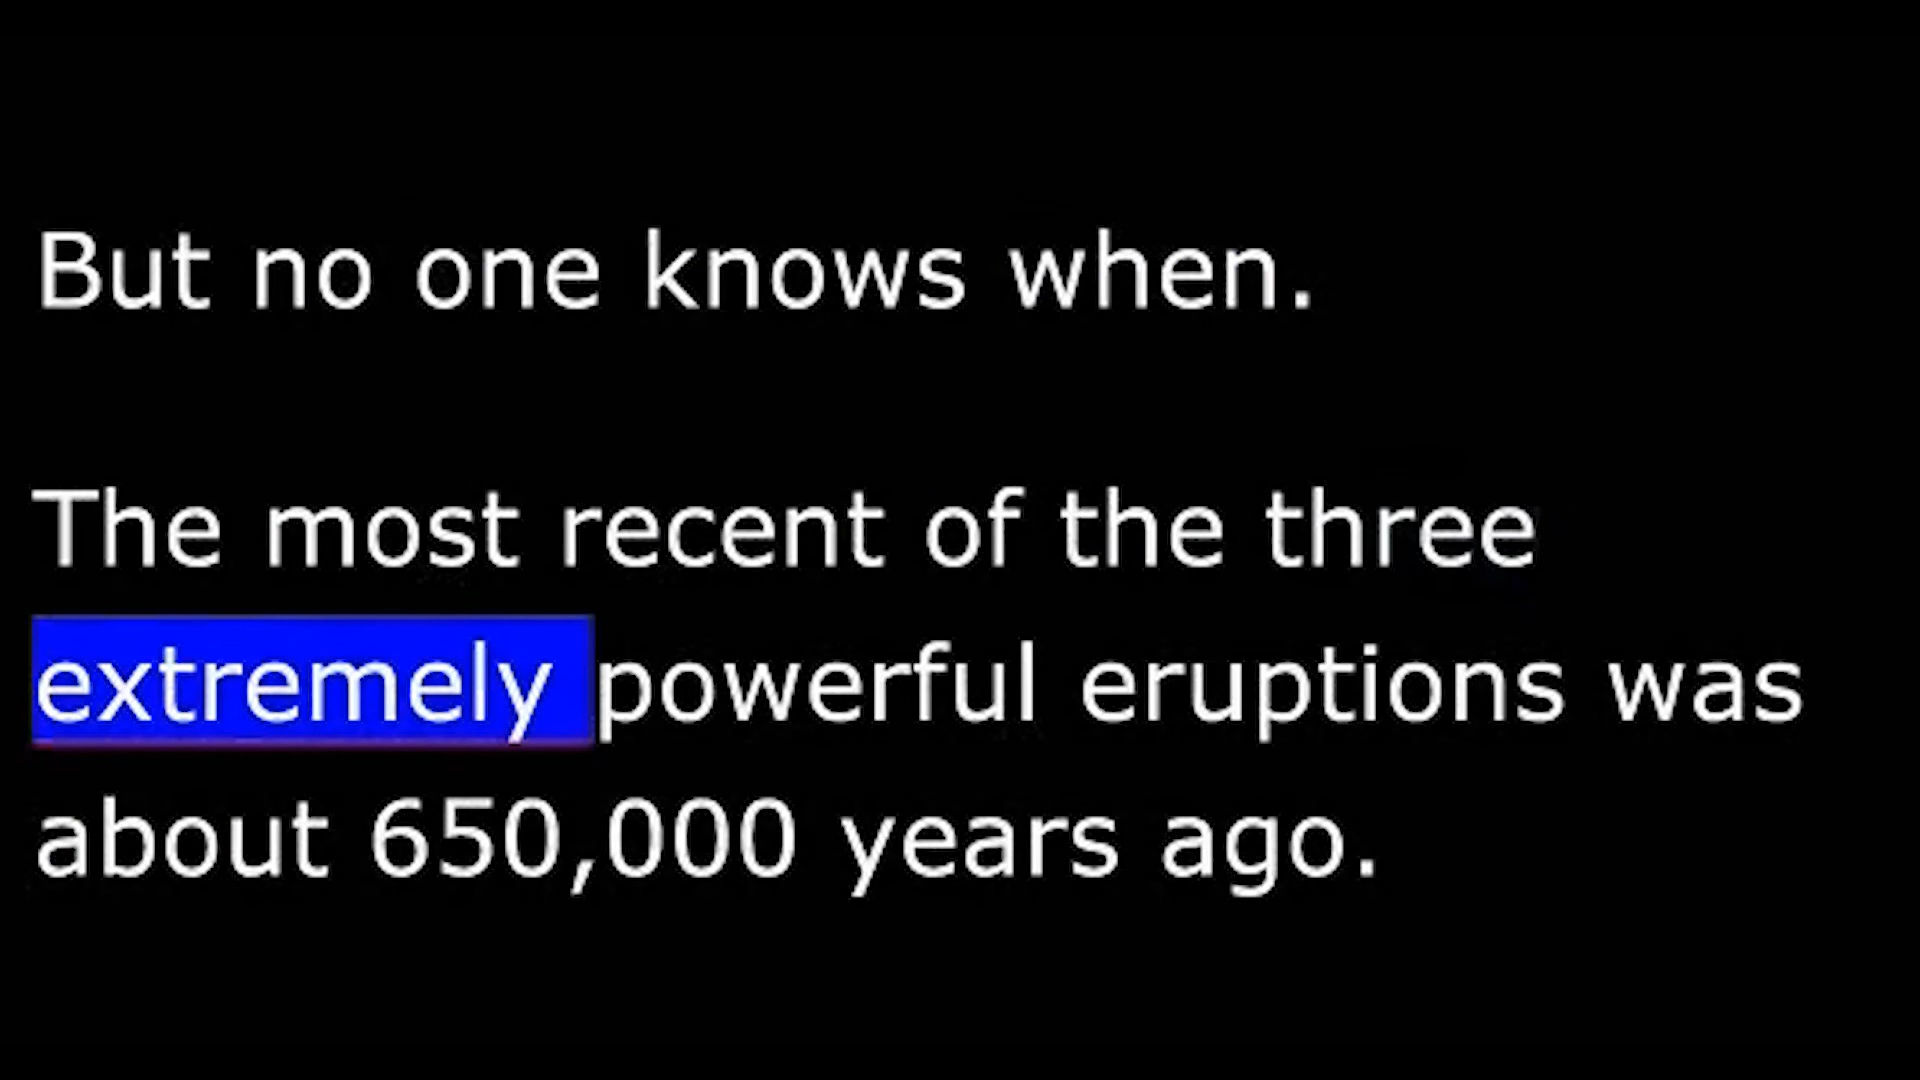 But no one knows when.
The most recent of the three
extremely powerful eruptions was
about 650,000 years ago.